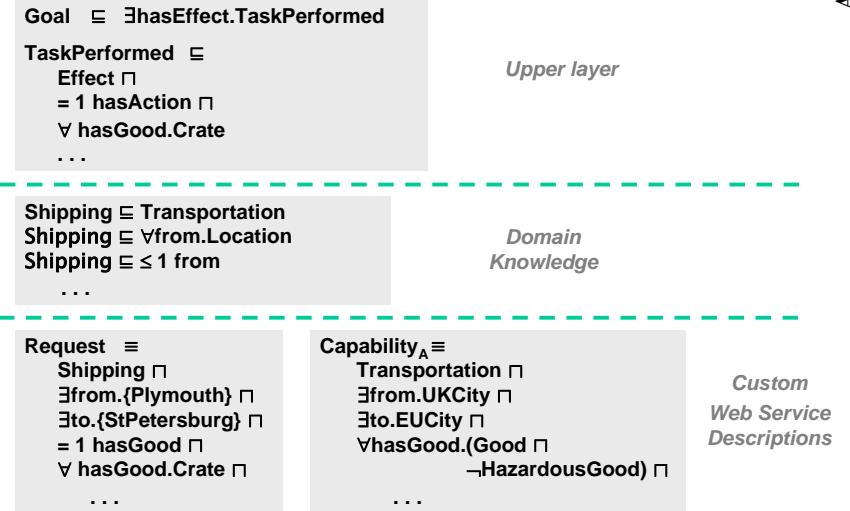 Goal ⊑ ∃hasEffect.TaskPerformed
TaskPerformed ⊑
Effect ⊓
= 1 hasAction ⊓
∀ hasGood.Crate
. . .
Upper layer
Shipping ⊑ Transportation
Shipping ⊑ ∀from.Location
Shipping ⊑ ≤ 1 from
. . .
Domain
Knowledge
Request ≡
Shipping ⊓
∃from.{Plymouth} ⊓
∃to.{StPetersburg} ⊓
= 1 hasGood ⊓
∀ hasGood.Crate ⊓
. . .
Capability_A ≡
Transportation ⊓
∃from.UKCity ⊓
∃to.EUCity ⊓
∀hasGood.(Good ⊓
¬HazardousGood) ⊓
. . .
Custom
Web Service
Descriptions